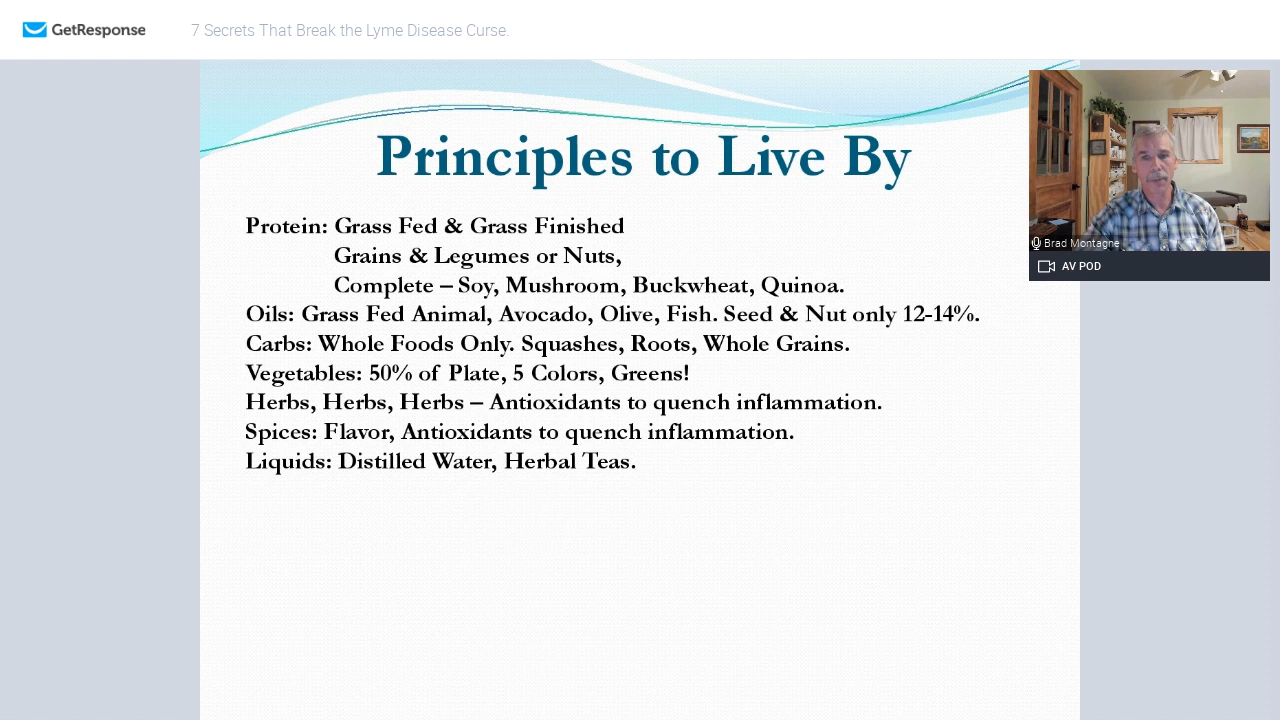 GetResponse
7 Secrets That Break the Lyme Disease Curse.
Principles to Live By
Protein: Grass Fed & Grass Finished
Grains & Legumes or Nuts,
Complete – Soy, Mushroom, Buckwheat, Quinoa.
Oils: Grass Fed Animal, Avocado, Olive, Fish. Seed & Nut only 12-14%.
Carbs: Whole Foods Only. Squashes, Roots, Whole Grains.
Vegetables: 50% of Plate, 5 Colors, Greens!
Herbs, Herbs, Herbs – Antioxidants to quench inflammation.
Spices: Flavor, Antioxidants to quench inflammation.
Liquids: Distilled Water, Herbal Teas.
Brad Montagne
AV POD